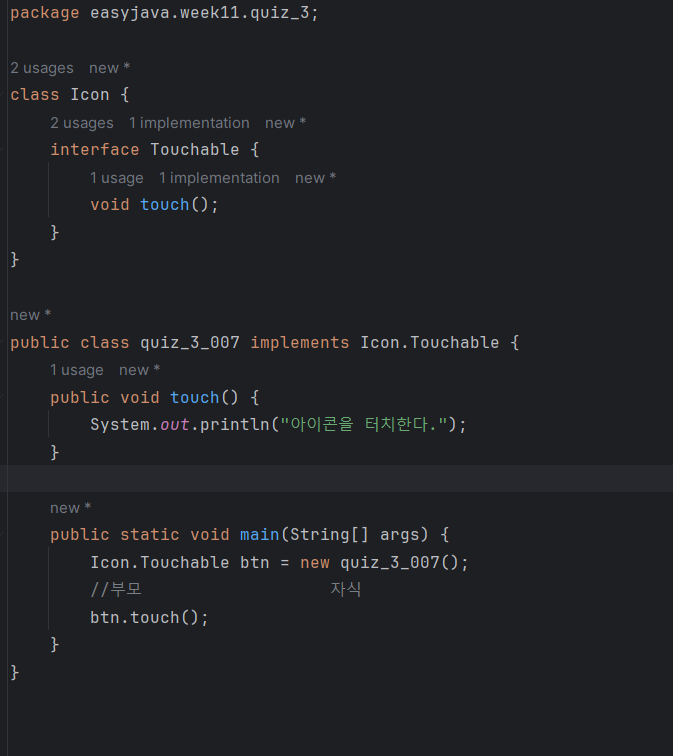 package easyjava.week11.quiz_3;
2 usages new *
class Icon {
2 usages 1 implementation new *
interface Touchable {
1 usage 1 implementation new *
void touch();
}
}
new *
public class quiz_3_007 implements Icon.Touchable {
1 usage new *
public void touch() {
System.out.println("아이콘을 터치한다.");
}
new *
public static void main(String[] args) {
Icon.Touchable btn = new quiz_3_007();
//부모 자식
btn.touch();
}
}